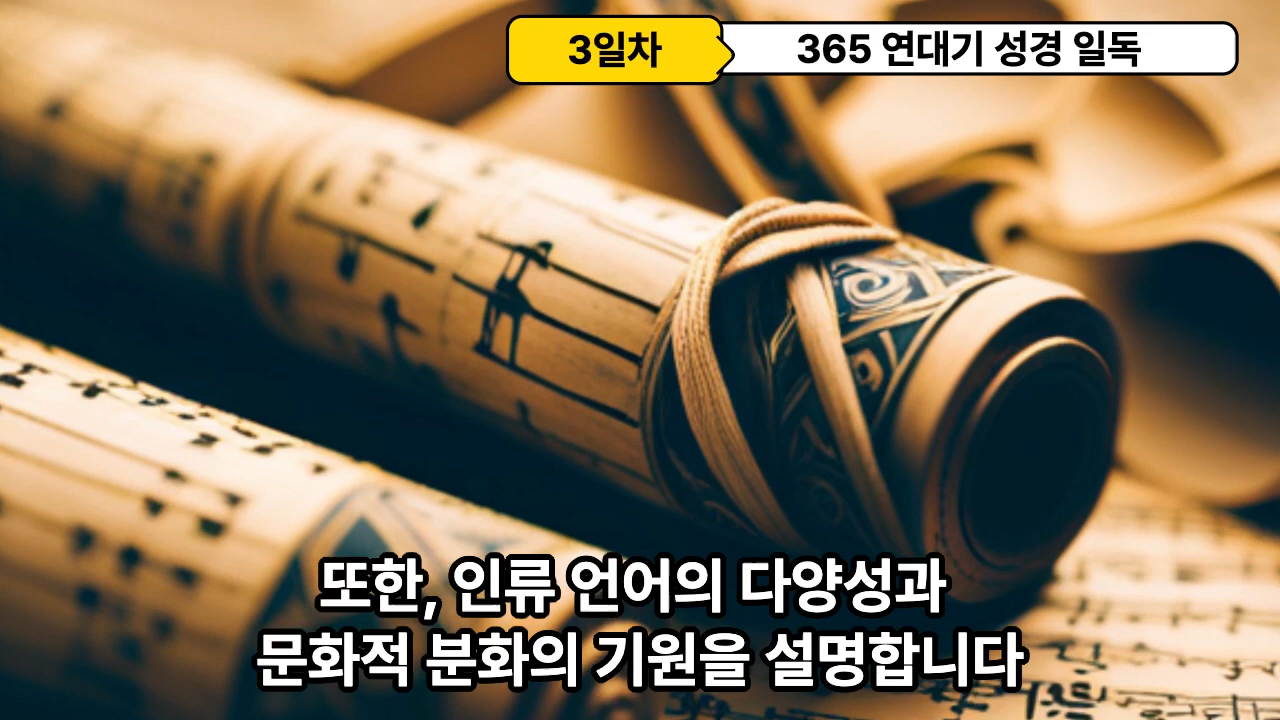 3일차
365 연대기 성경 일독
또한, 인류 언어의 다양성과
문화적 분화의 기원을 설명합니다